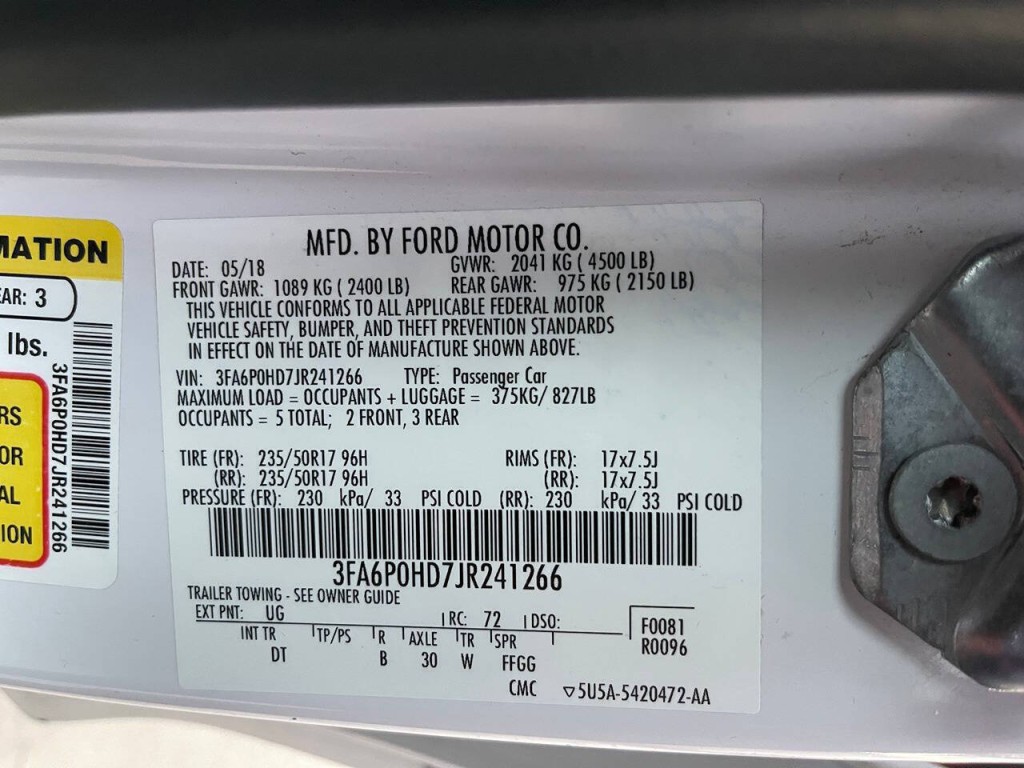 MATION
EAR: 3
lbs.
RS
OR
AL
ION
3FA6P0HD7JR241266
MFD. BY FORD MOTOR CO.
DATE: 05/18 GVWR: 2041 KG ( 4500 LB)
FRONT GAWR: 1089 KG ( 2400 LB) REAR GAWR: 975 KG ( 2150 LB)
THIS VEHICLE CONFORMS TO ALL APPLICABLE FEDERAL MOTOR
VEHICLE SAFETY, BUMPER, AND THEFT PREVENTION STANDARDS
IN EFFECT ON THE DATE OF MANUFACTURE SHOWN ABOVE.
VIN: 3FA6P0HD7JR241266 TYPE: Passenger Car
MAXIMUM LOAD = OCCUPANTS + LUGGAGE = 375KG/ 827LB
OCCUPANTS = 5 TOTAL; 2 FRONT, 3 REAR
TIRE (FR): 235/50R17 96H RIMS (FR): 17x7.5J
(RR): 235/50R17 96H (RR): 17x7.5J
PRESSURE (FR): 230 kPa/ 33 PSI COLD (RR): 230 kPa/ 33 PSI COLD
3FA6P0HD7JR241266
TRAILER TOWING - SEE OWNER GUIDE
EXT PNT: UG RC: 72 DSO: F0081
INT TR TP/PS R AXLE TR SPR R0096
DT B 30 W FFGG
CMC ▽5U5A-5420472-AA